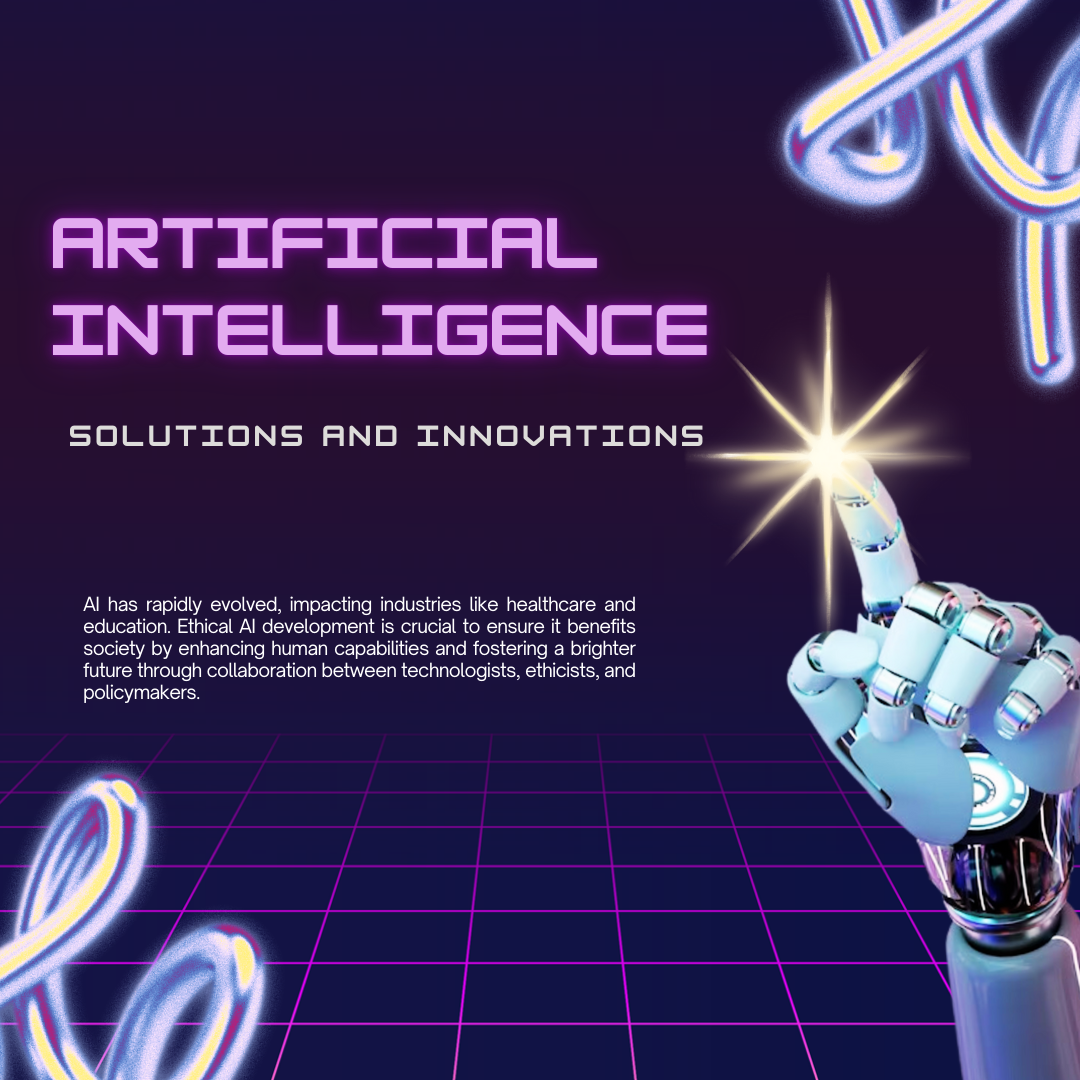 ARTIFICIAL
INTELLIGENCE
SOLUTIONS AND INNOVATIONS
AI has rapidly evolved, impacting industries like healthcare and
education. Ethical AI development is crucial to ensure it benefits
society by enhancing human capabilities and fostering a brighter
future through collaboration between technologists, ethicists, and
policymakers.